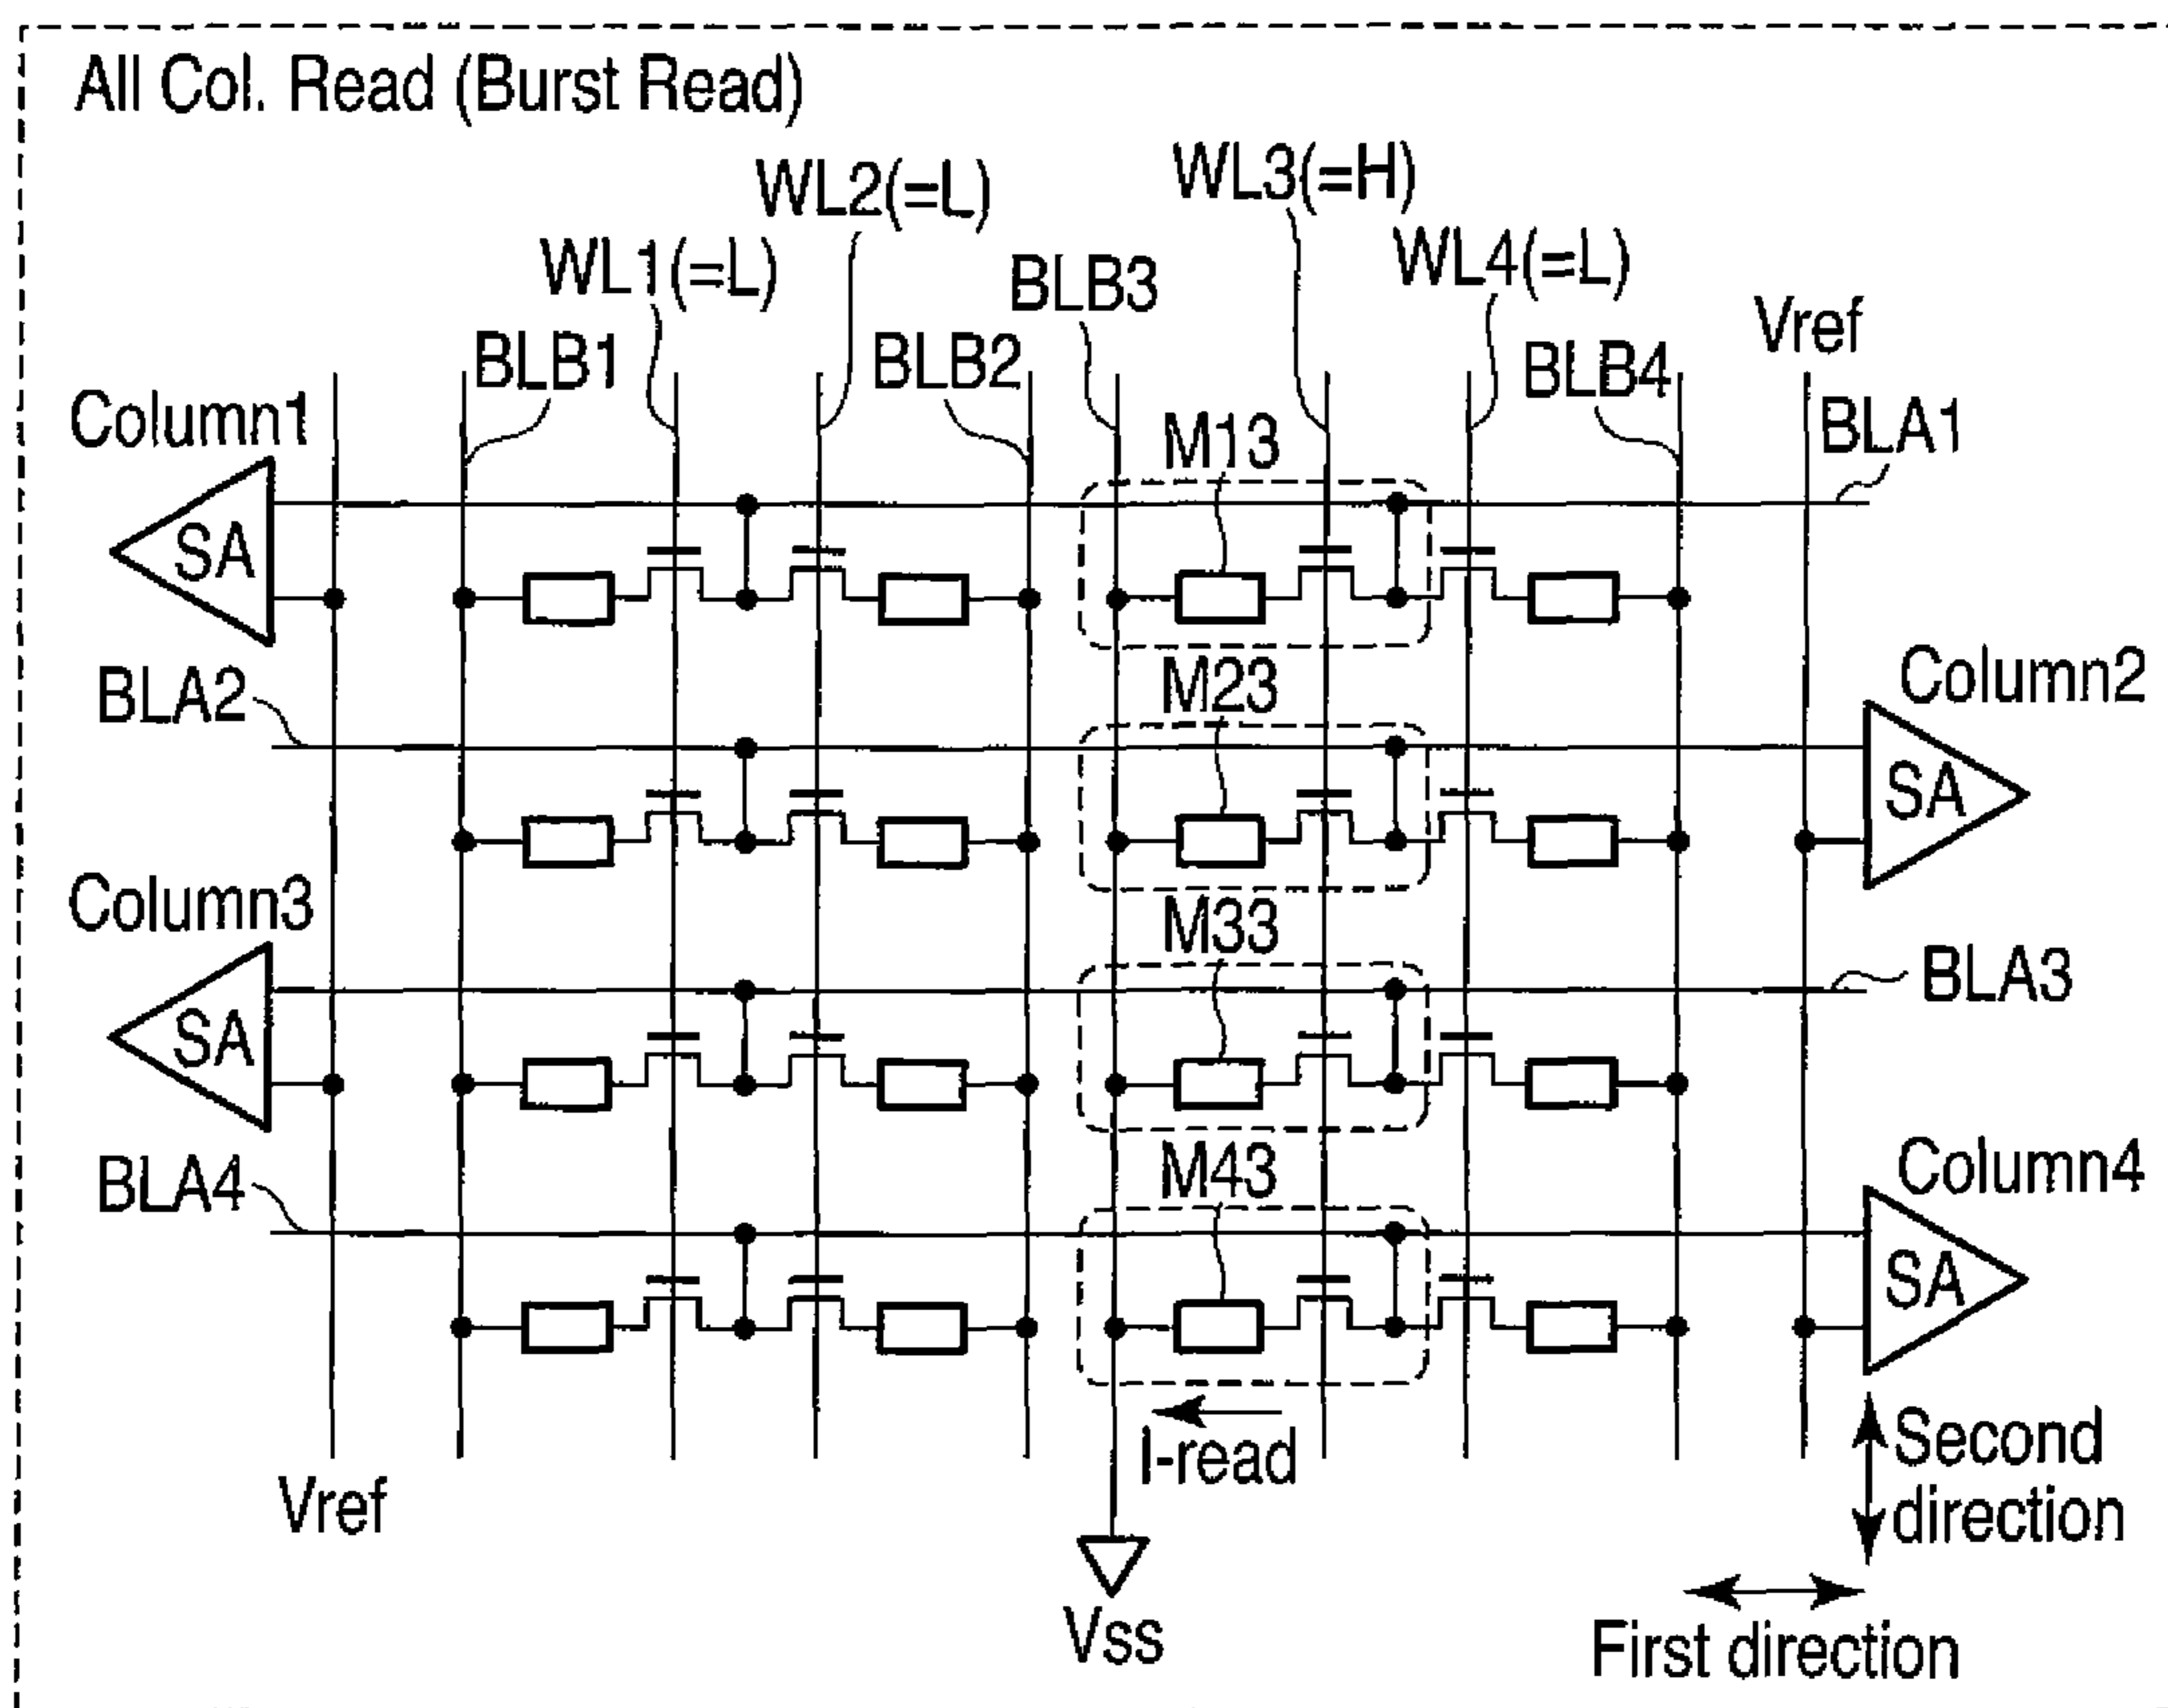 All Col. Read (Burst Read)
WL3(=H)
WL2(=L)
WL1(=L)
BLB3
WL4(=L)
Vref
BLB1
BLB2
BLB4
Column1
M13
BLA1
SA
BLA2
M23
Column2
SA
Column3
M33
BLA3
SA
BLA4
M43
Column4
SA
I-read
Second
direction
Vref
Vss
First direction